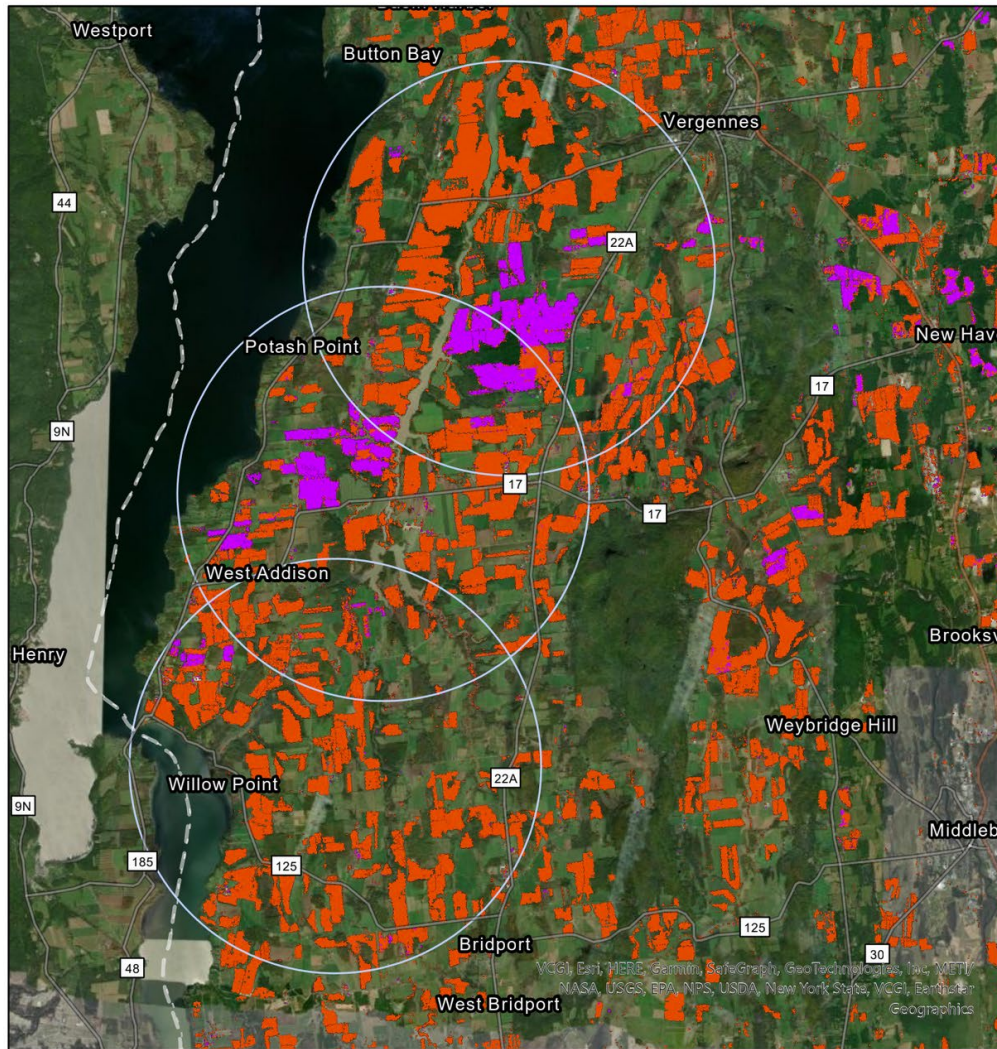 Westport
Button Bay
Vergennes
44
22A
Potash Point
New Hav
17
9N
17
17
West Addison
Henry
Brooksv
Weybridge Hill
22A
Willow Point
9N
Middleb
185
125
125
Bridport
30
48
West Bridport
VCGI, Esri, HERE, Garmin, SafeGraph, GeoTechnologies, Inc, METI/
NASA, USGS, EPA, NPS, USDA, New York State, VCGI, Earthstar
Geographics